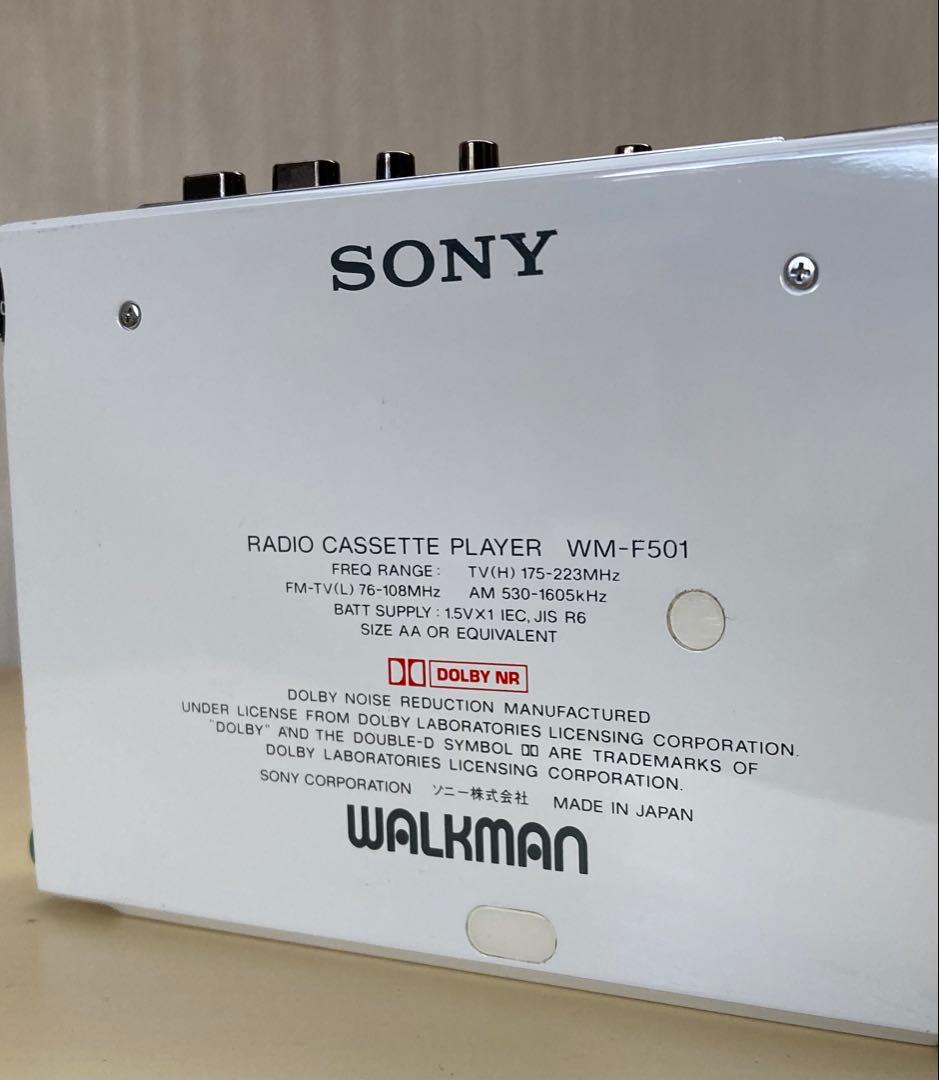 SONY
RADIO CASSETTE PLAYER WM-F501
FREQ RANGE: TV(H) 175-223MHz
FM-TV(L) 76-108MHz AM 530-1605kHz
BATT SUPPLY: 1.5V×1 IEC, JIS R6
SIZE AA OR EQUIVALENT
DOLBY NR
DOLBY NOISE REDUCTION MANUFACTURED
UNDER LICENSE FROM DOLBY LABORATORIES LICENSING CORPORATION.
"DOLBY" AND THE DOUBLE-D SYMBOL ARE TRADEMARKS OF
DOLBY LABORATORIES LICENSING CORPORATION.
SONY CORPORATION ソニー株式会社 MADE IN JAPAN
WALKMAN